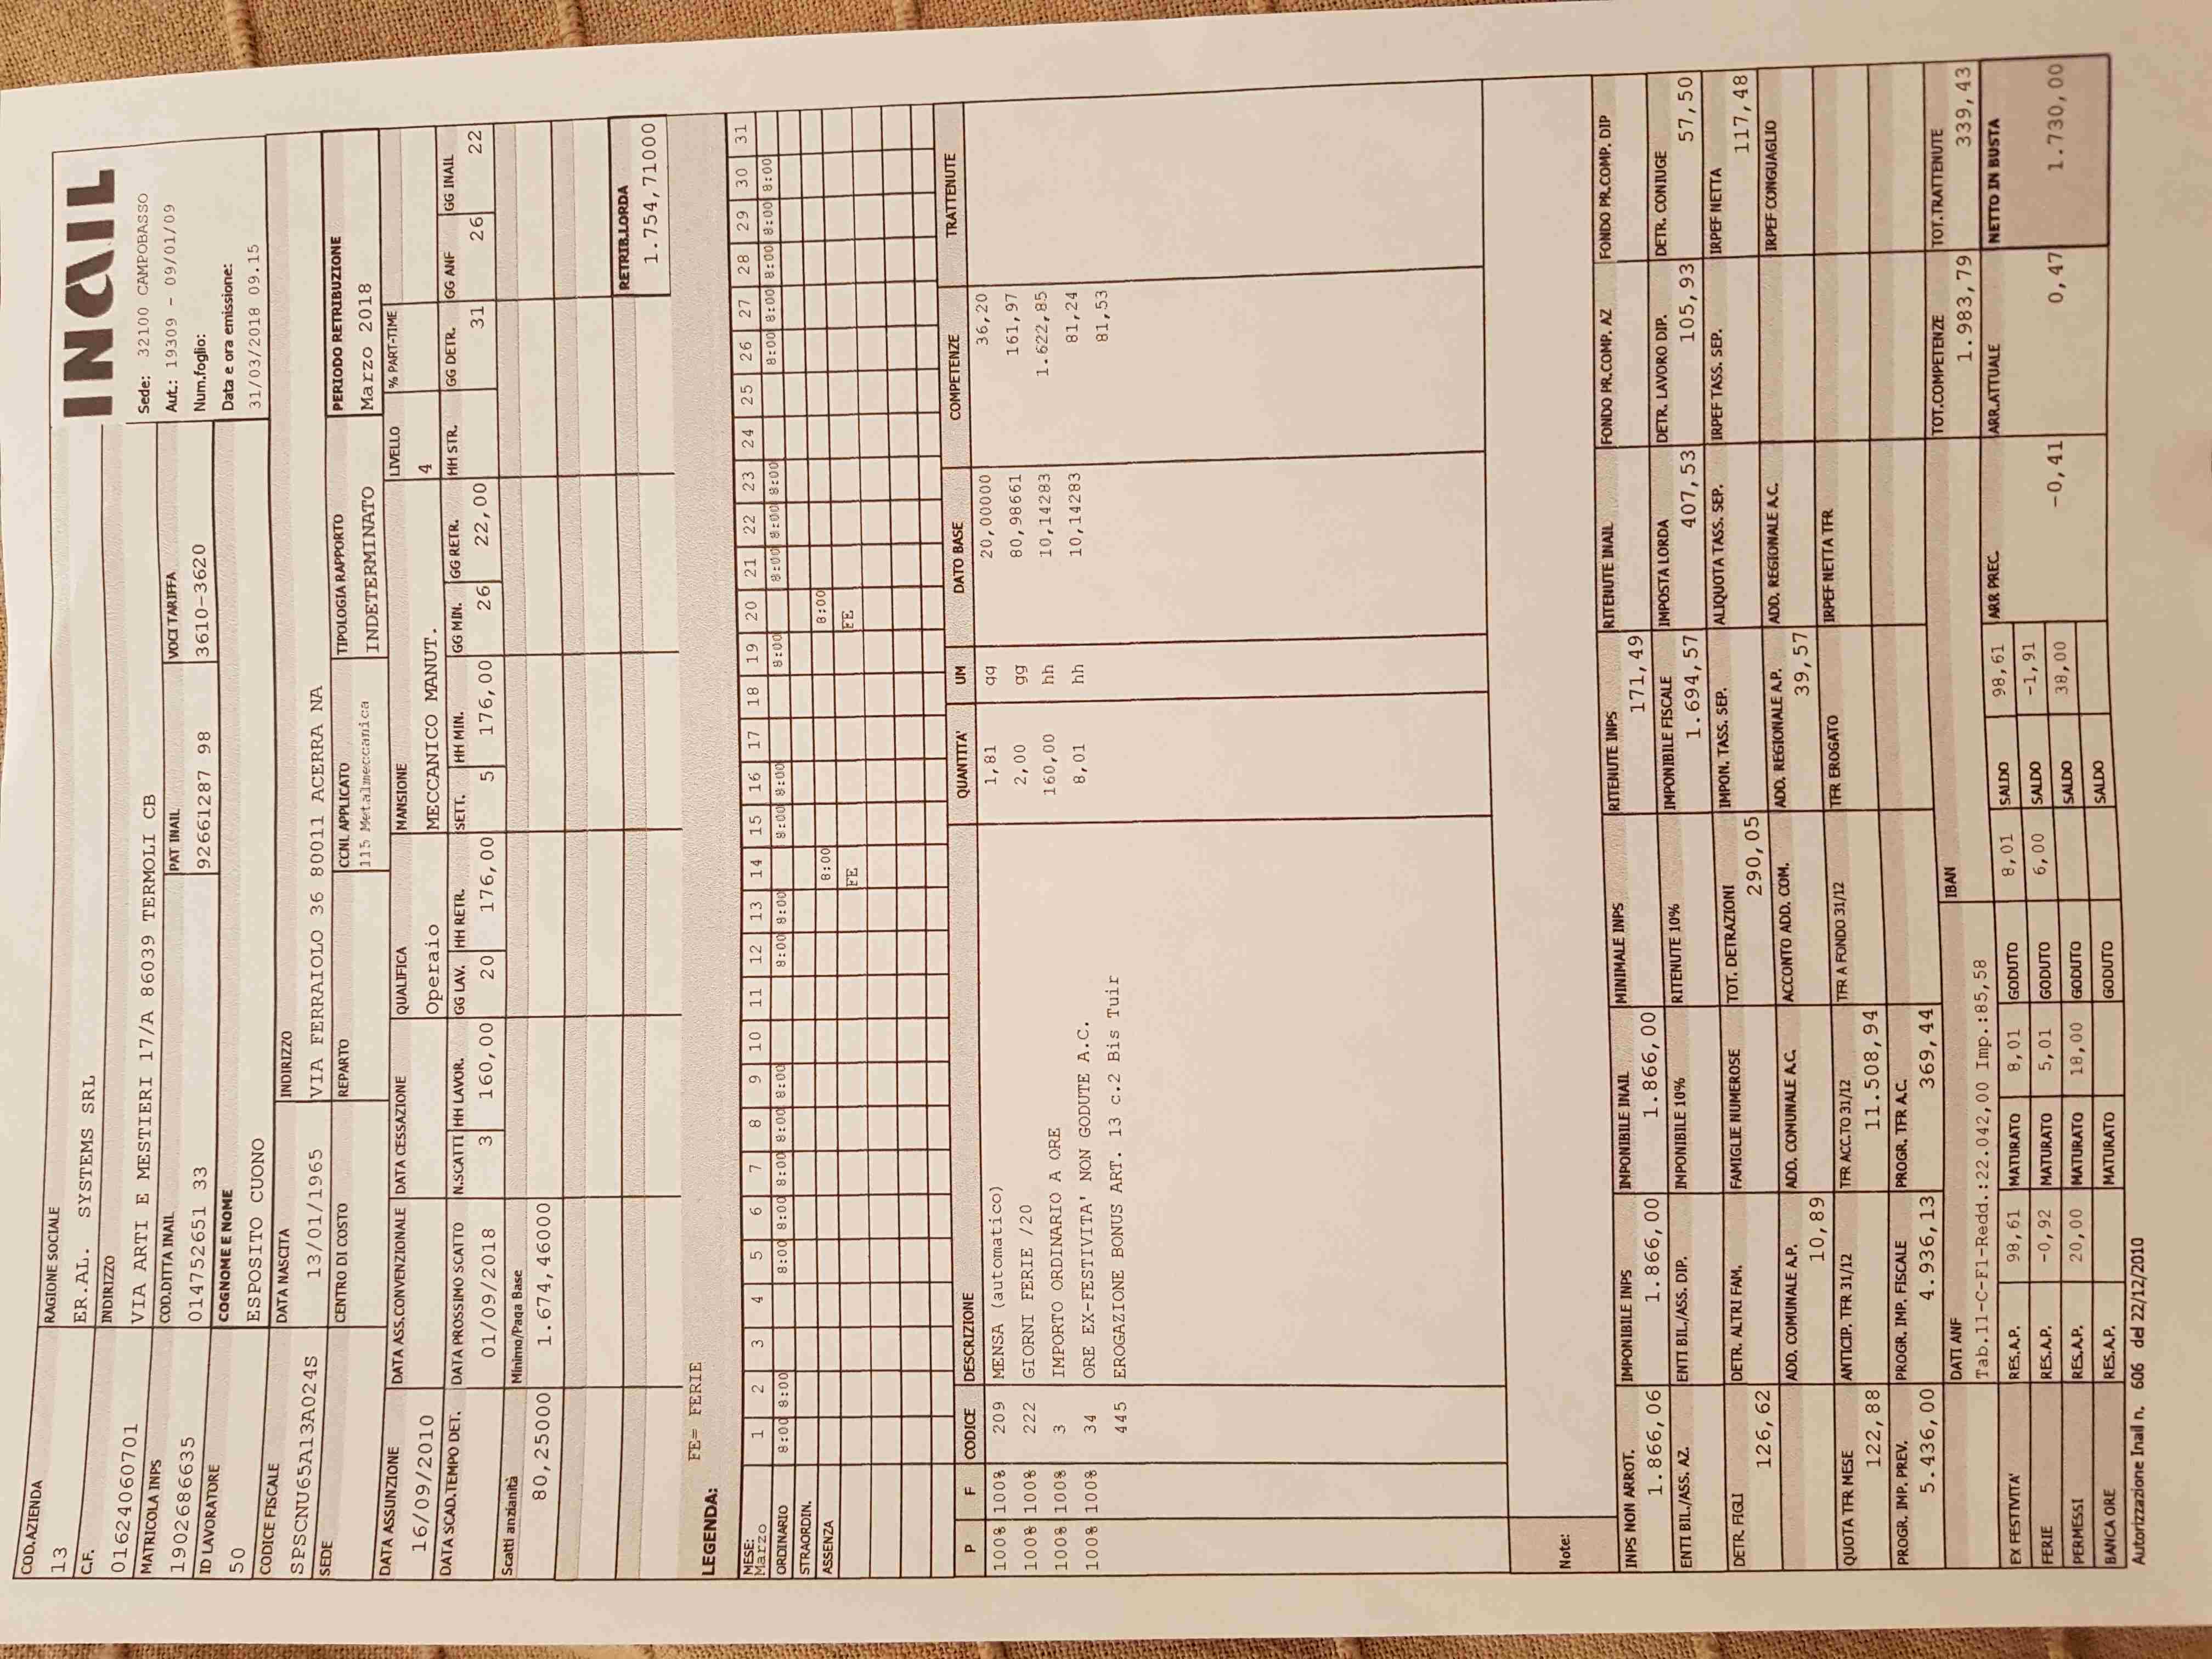 COD.AZIENDA RAGIONE SOCIALE
13 ER.AL. SYSTEMS SRL
INAIL
C.F. INDIRIZZO
01624060701 VIA ARTI E MESTIERI 17/A 86039 TERMOLI CB
Sede: 32100 CAMPOBASSO
MATRICOLA INPS COD.DITTA INAIL PAT INAIL VOCI TARIFFA
1902686635 014752651 33 92661287 98 3610-3620
Aut.: 19309 - 09/01/09
Num.foglio:
ID LAVORATORE COGNOME E NOME
50 ESPOSITO CUONO
Data e ora emissione:
31/03/2018 09.15
CODICE FISCALE DATA NASCITA INDIRIZZO
SPSCNU65A13A024S 13/01/1965 VIA FERRAIOLO 36 80011 ACERRA NA
SEDE CENTRO DI COSTO REPARTO CCNL APPLICATO TIPOLOGIA RAPPORTO PERIODO RETRIBUZIONE
115 Metalmeccanica INDETERMINATO Marzo 2018
DATA ASSUNZIONE DATA ASS.CONVENZIONALE DATA CESSAZIONE QUALIFICA MANSIONE LIVELLO % PART-TIME
16/09/2010 Operaio MECCANICO MANUT. 4
DATA SCAD.TEMPO DET. DATA PROSSIMO SCATTO N.SCATTI HH LAVOR. GG LAV. HH RETR. SETT. HH MIN. GG MIN. GG RETR. HH STR. GG DETR. GG ANF GG INAIL
01/09/2018 3 160,00 20 176,00 5 176,00 26 22,00 31 26 22
Scatti anzianità Minimo/Paga Base
80,25000 1.674,46000
RETRIB.LORDA
1.754,71000
LEGENDA: FE= FERIE
MESE: Marzo 1 2 3 4 5 6 7 8 9 10 11 12 13 14 15 16 17 18 19 20 21 22 23 24 25 26 27 28 29 30 31
ORDINARIO 8:00 8:00 8:00 8:00 8:00 8:00 8:00 8:00 8:00 8:00 8:00 8:00 8:00 8:00 8:00 8:00 8:00 8:00 8:00 8:00
STRAORDIN.
ASSENZA 8:00 8:00
FE FE
P F CODICE DESCRIZIONE QUANTITA' UM DATO BASE COMPETENZE TRATTENUTE
100% 100% 209 MENSA (automatico) 1,81 gg 20,00000 36,20
100% 100% 222 GIORNI FERIE /20 2,00 gg 80,98661 161,97
100% 100% 3 IMPORTO ORDINARIO A ORE 160,00 hh 10,14283 1.622,85
100% 100% 34 ORE EX-FESTIVITA' NON GODUTE A.C. 8,01 hh 10,14283 81,24
445 EROGAZIONE BONUS ART. 13 c.2 Bis Tuir 81,53
Note:
INPS NON ARROT. IMPONIBILE INPS IMPONIBILE INAIL MINIMALE INPS RITENUTE INPS RITENUTE INAIL FONDO PR.COMP. AZ FONDO PR.COMP. DIP
1.866,06 1.866,00 1.866,00 171,49
ENTI BIL./ASS. AZ. ENTI BIL./ASS. DIP. IMPONIBILE 10% RITENUTE 10% IMPONIBILE FISCALE IMPOSTA LORDA DETR. LAVORO DIP. DETR. CONIUGE
1.694,57 407,53 105,93 57,50
DETR. FIGLI DETR. ALTRI FAM. FAMIGLIE NUMEROSE TOT. DETRAZIONI IMPON. TASS. SEP. ALIQUOTA TASS. SEP. IRPEF TASS. SEP. IRPEF NETTA
126,62 290,05 117,48
ADD. COMUNALE A.P. ADD. COMUNALE A.C. ACCONTO ADD. COM. ADD. REGIONALE A.P. ADD. REGIONALE A.C. IRPEF CONGUAGLIO
10,89 39,57
QUOTA TFR MESE ANTICIP. TFR 31/12 TFR ACC.TO 31/12 TFR A FONDO 31/12 TFR EROGATO IRPEF NETTA TFR
122,88 11.508,94
PROGR. IMP. PREV. PROGR. IMP. FISCALE PROGR. TFR A.C.
5.436,00 4.936,13 369,44
DATI ANF IBAN TOT.COMPETENZE TOT.TRATTENUTE
Tab.11-C-F1-Redd.:22.042,00 Imp.:85,58 1.983,79 339,43
EX FESTIVITA' RES.A.P. 98,61 MATURATO 8,01 GODUTO 8,01 SALDO 98,61 ARR PREC. ARR.ATTUALE NETTO IN BUSTA
FERIE RES.A.P. -0,92 MATURATO 5,01 GODUTO 6,00 SALDO -1,91
PERMESSI RES.A.P. 20,00 MATURATO 18,00 GODUTO SALDO 38,00 -0,41 0,47 1.730,00
BANCA ORE RES.A.P. MATURATO GODUTO SALDO
Autorizzazione Inail n. 606 del 22/12/2010